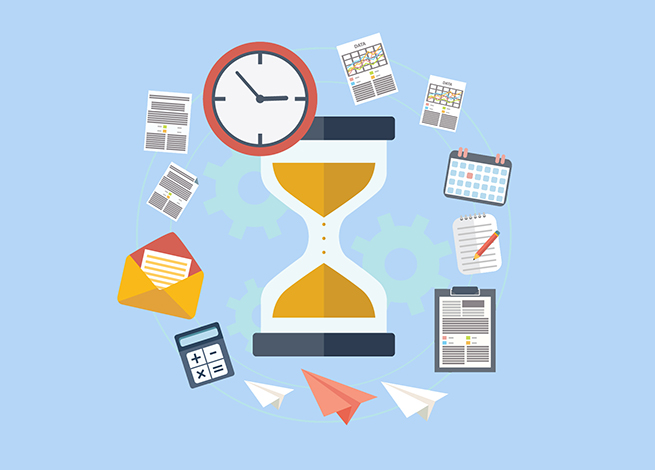 DATA
DATA
+ −
× =